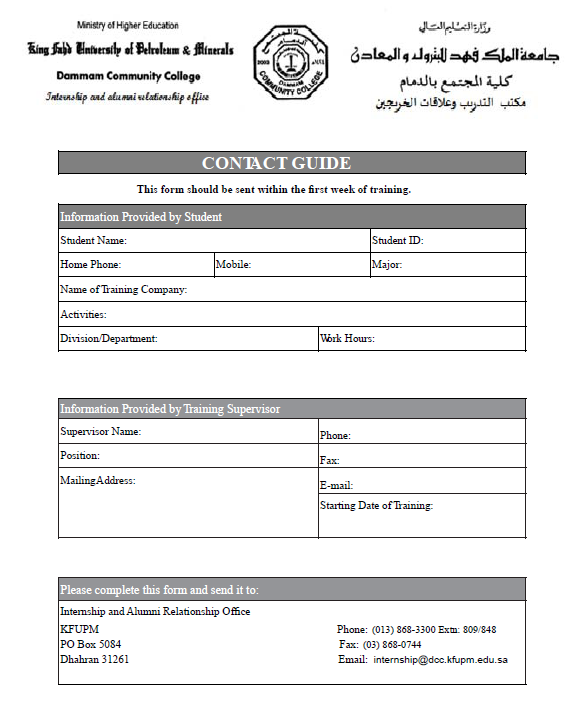 Ministry of Higher Education
King Fahd University of Petroleum & Minerals
Dammam Community College
Internship and alumni relationship office
وزارة التعليم العالي
جامعة الملك فهد للبترول والمعادن
كلية المجتمع بالدمام
مكتب التدريب وعلاقات الخريجين
2003
DAMMAM
COMMUNITY COLLEGE
CONTACT GUIDE
This form should be sent within the first week of training.
Information Provided by Student
Student Name: Student ID:
Home Phone: Mobile: Major:
Name of Training Company:
Activities:
Division/Department: Work Hours:
Information Provided by Training Supervisor
Supervisor Name: Phone:
Position: Fax:
MailingAddress: E-mail:
Starting Date of Training:
Please complete this form and send it to:
Internship and Alumni Relationship Office
KFUPM Phone: (013) 868-3300 Extn: 809/848
PO Box 5084 Fax: (03) 868-0744
Dhahran 31261 Email: internship@dcc.kfupm.edu.sa